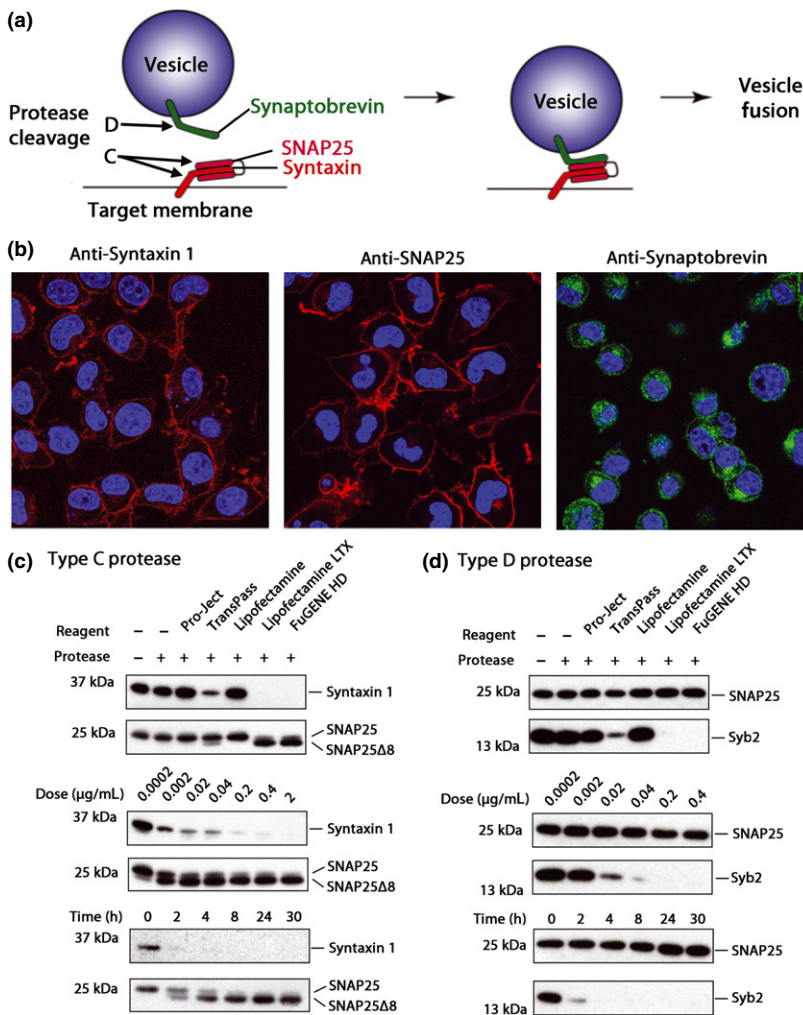 (a)
Vesicle
Synaptobrevin
Protease
cleavage
D
C
SNAP25
Syntaxin
Target membrane
Vesicle
Vesicle
fusion
(b)
Anti-Syntaxin 1
Anti-SNAP25
Anti-Synaptobrevin
(c) Type C protease
Reagent – – Pro-Ject TransPass Lipofectamine Lipofectamine LTX FuGENE HD
Protease – + + + + + +
37 kDa
Syntaxin 1
25 kDa
SNAP25
SNAP25Δ8
Dose (µg/mL) 0.0002 0.002 0.02 0.04 0.2 0.4 2
37 kDa
Syntaxin 1
25 kDa
SNAP25
SNAP25Δ8
Time (h) 0 2 4 8 24 30
37 kDa
Syntaxin 1
25 kDa
SNAP25
SNAP25Δ8
(d) Type D protease
Reagent – – Pro-Ject TransPass Lipofectamine Lipofectamine LTX FuGENE HD
Protease – + + + + + +
25 kDa
SNAP25
13 kDa
Syb2
Dose (µg/mL) 0.0002 0.002 0.02 0.04 0.2 0.4
25 kDa
SNAP25
13 kDa
Syb2
Time (h) 0 2 4 8 24 30
25 kDa
SNAP25
13 kDa
Syb2